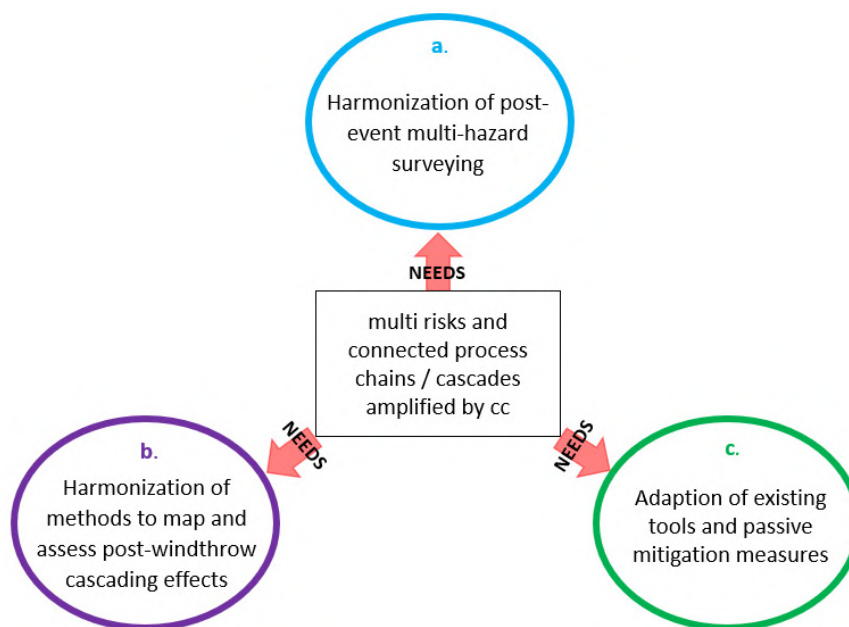 a.
Harmonization of post-
event multi-hazard
surveying
NEEDS
multi risks and
connected process
chains / cascades
amplified by cc
NEEDS
NEEDS
b.
Harmonization of
methods to map and
assess post-windthrow
cascading effects
c.
Adaption of existing
tools and passive
mitigation measures